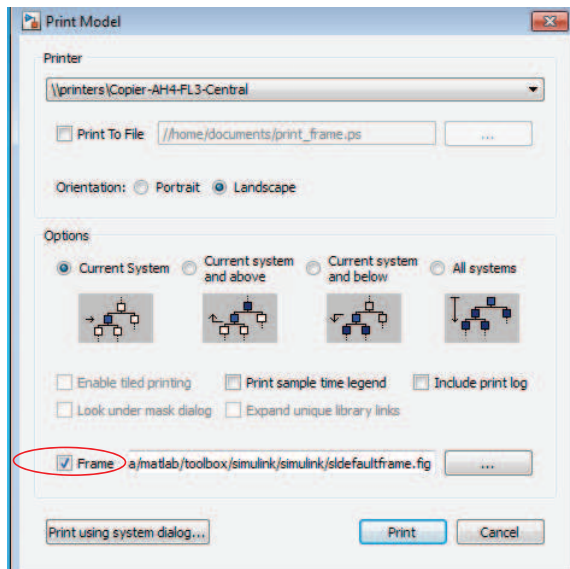 Print Model
Printer
\\printers\Copier-AH4-FL3-Central
Print To File //home/documents/print_frame.ps ...
Orientation: Portrait Landscape
Options
Current System Current system and above Current system and below All systems
Enable tiled printing Print sample time legend Include print log
Look under mask dialog Expand unique library links
Frame a/matlab/toolbox/simulink/simulink/sldefaultframe.fig ...
Print using system dialog... Print Cancel